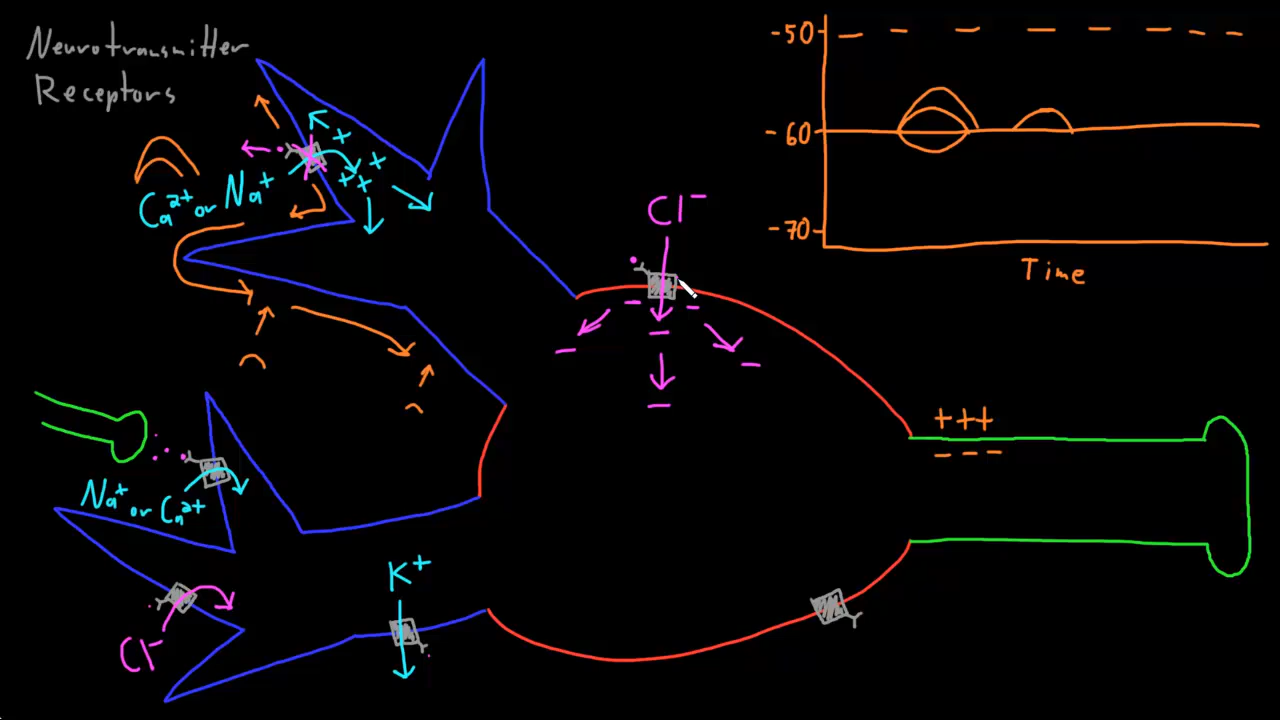 Neurotransmitter
Receptors
-50
-60
-70
Time
Ca²⁺ or Na⁺
+ + + +
Cl⁻
− − − − − −
+++
− − −
Na⁺ or Ca²⁺
K⁺
Cl⁻